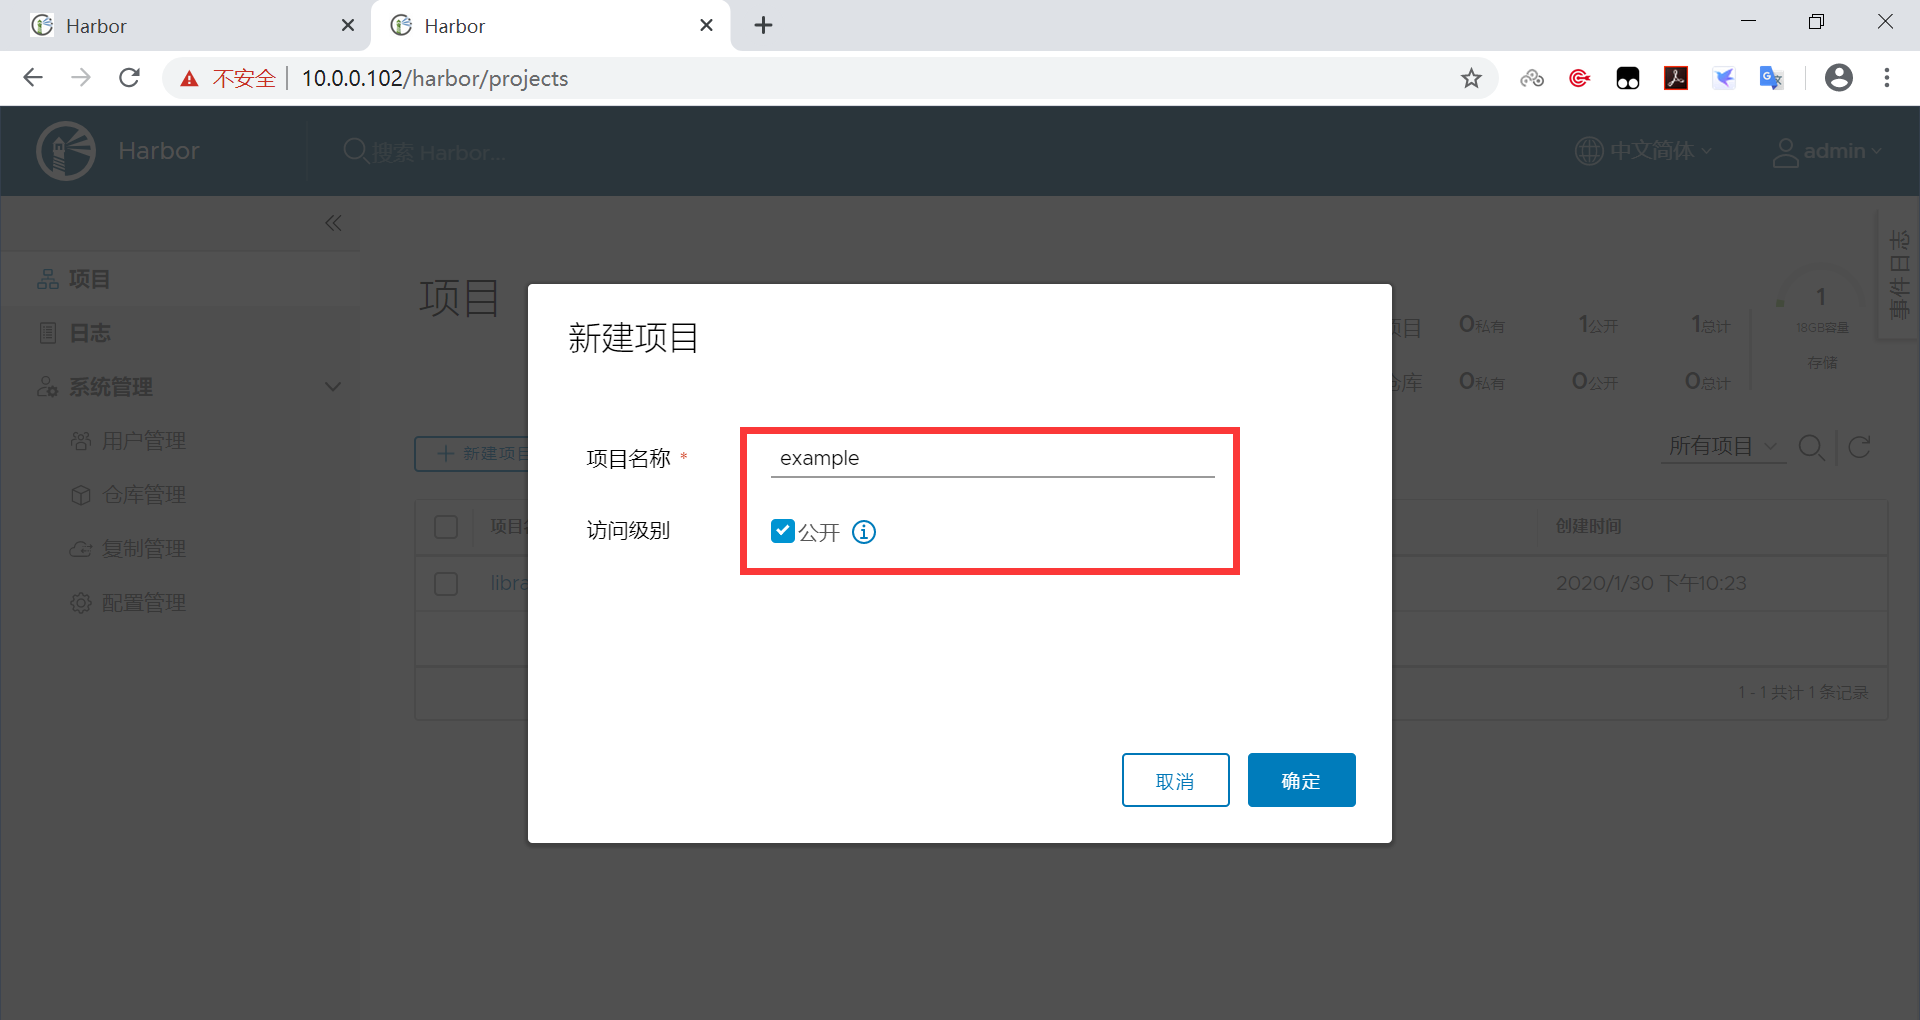 Harbor
Harbor
不安全 10.0.0.102/harbor/projects
Harbor
搜索 Harbor...
中文简体
admin
项目
日志
系统管理
用户管理
仓库管理
复制管理
配置管理
项目
项目 0私有 1公开 1总计
仓库 0私有 0公开 0总计
1
18GB容量
存储
事件日志
新建项目
所有项目
项目名
创建时间
libra
2020/1/30 下午10:23
1 - 1 共计 1 条记录
新建项目
项目名称 *
example
访问级别
公开
取消
确定